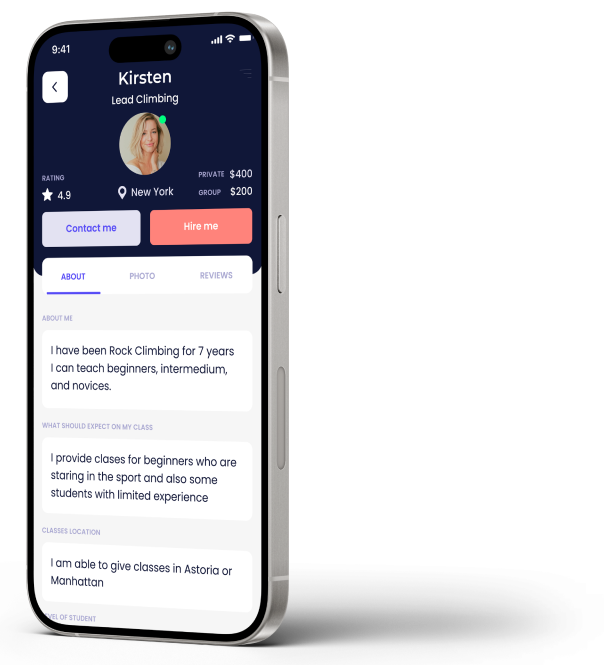 9:41
Kirsten
Lead Climbing
RATING
4.9
New York
PRIVATE $400
GROUP $200
Contact me
Hire me
ABOUT
PHOTO
REVIEWS
ABOUT ME
I have been Rock Climbing for 7 years
I can teach beginners, intermedium,
and novices.
WHAT SHOULD EXPECT ON MY CLASS
I provide clases for beginners who are
staring in the sport and also some
students with limited experience
CLASSES LOCATION
I am able to give classes in Astoria or
Manhattan
LEVEL OF STUDENT